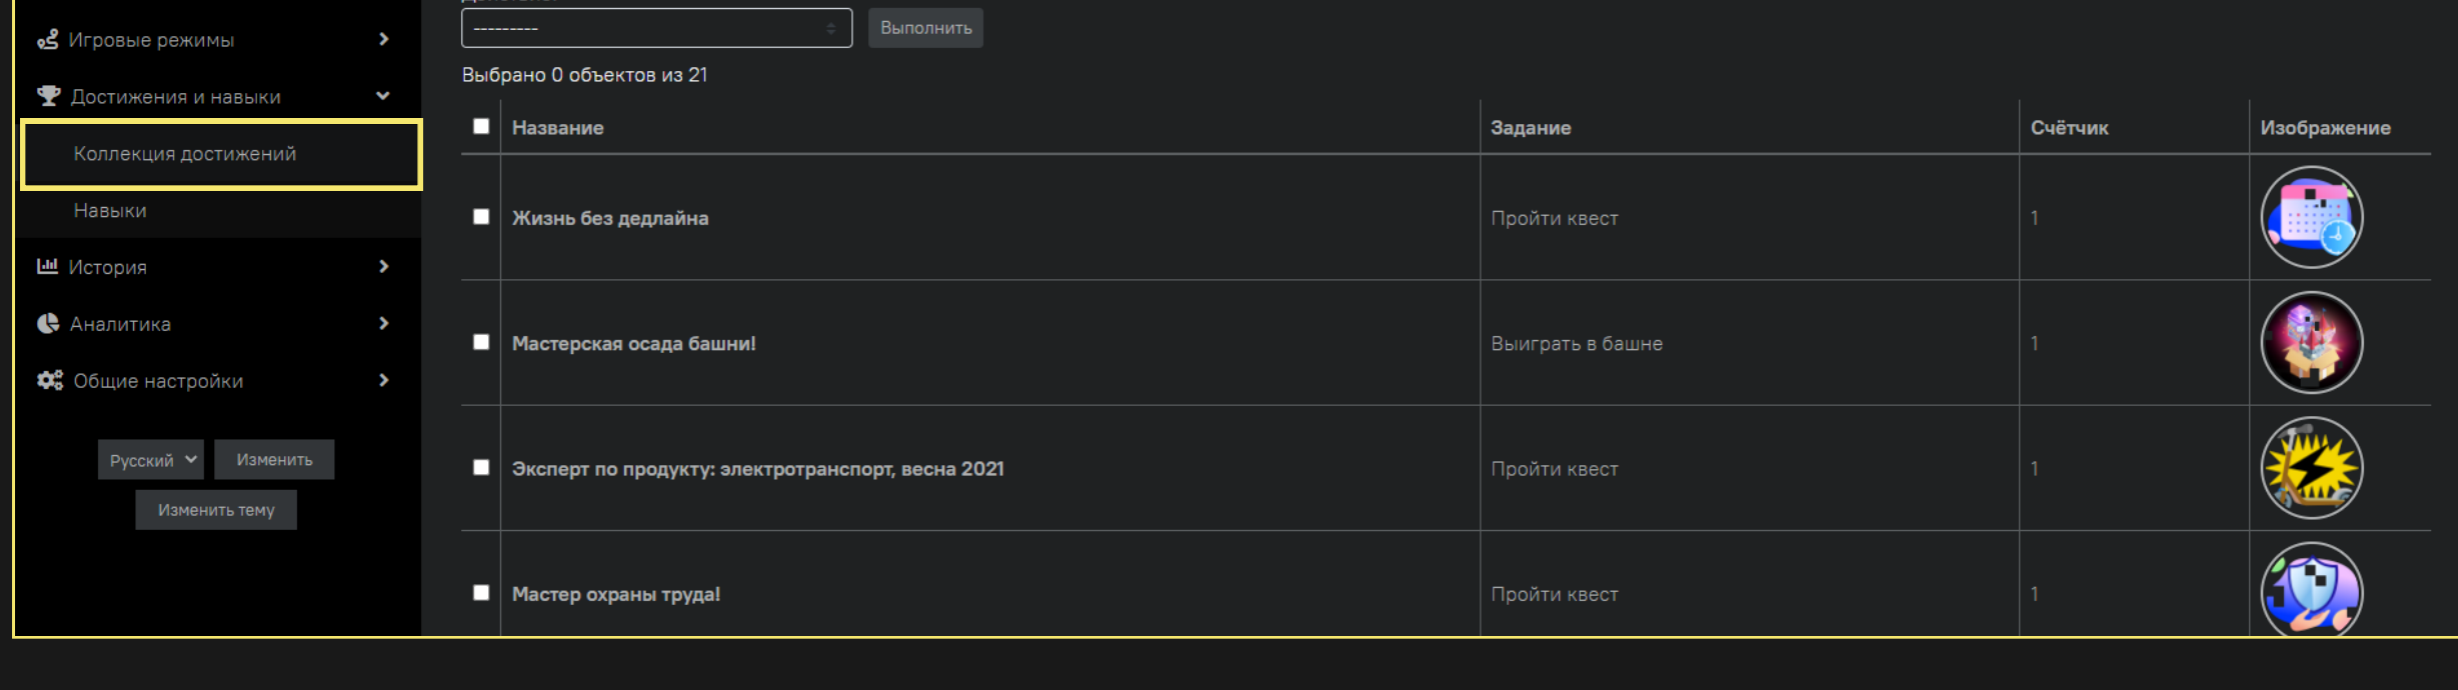 Игровые режимы
Достижения и навыки
Коллекция достижений
Навыки
История
Аналитика
Общие настройки
Русский
Изменить
Изменить тему
---------
Выполнить
Выбрано 0 объектов из 21
Название Задание Счётчик Изображение
Жизнь без дедлайна Пройти квест 1
Мастерская осада башни! Выиграть в башне 1
Эксперт по продукту: электротранспорт, весна 2021 Пройти квест 1
Мастер охраны труда! Пройти квест 1